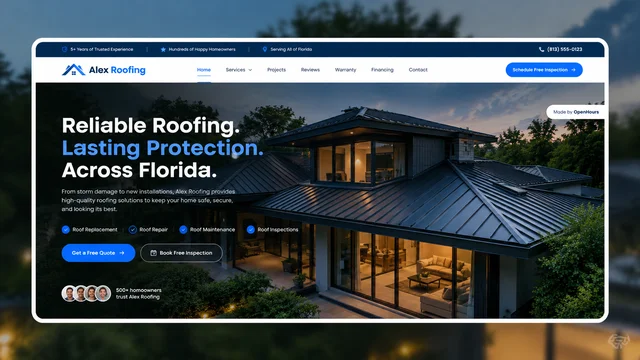 5+ Years of Trusted Experience
Hundreds of Happy Homeowners
Serving All of Florida
(813) 555-0123
Alex Roofing
Home
Services
Projects
Reviews
Warranty
Financing
Contact
Schedule Free Inspection
Made by OpenHours
Reliable Roofing.
Lasting Protection.
Across Florida.
From storm damage to new installations, Alex Roofing provides
high-quality roofing solutions to keep your home safe, secure,
and looking its best.
Roof Replacement
Roof Repair
Roof Maintenance
Roof Inspections
Get a Free Quote
Book Free Inspection
500+ homeowners
trust Alex Roofing